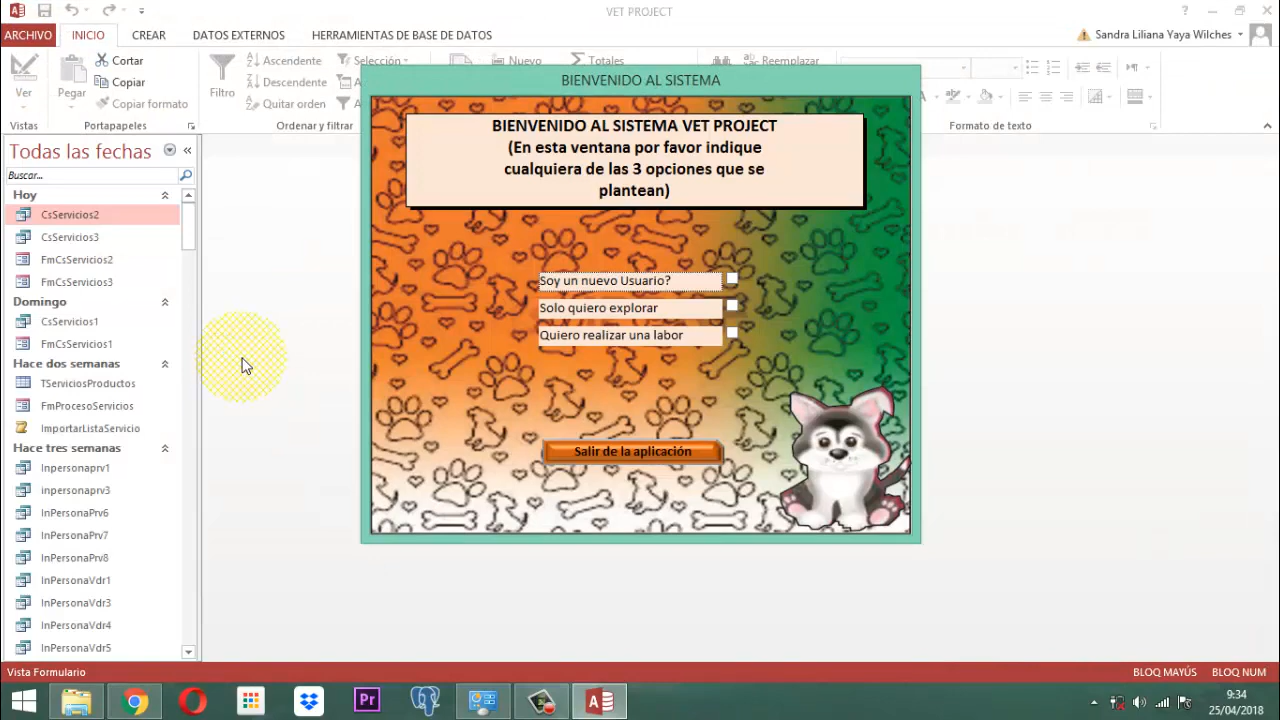 VET PROJECT
ARCHIVO
INICIO
CREAR
DATOS EXTERNOS
HERRAMIENTAS DE BASE DE DATOS
Sandra Liliana Yaya Wilches
Ver
Vistas
Pegar
Cortar
Copiar
Copiar formato
Portapapeles
Filtro
Ascendente
Descendente
Quitar orden
Selección
Ordenar y filtrar
Nuevo
Totales
Reemplazar
Formato de texto
Todas las fechas
Buscar...
Hoy
CsServicios2
CsServicios3
FmCsServicios2
FmCsServicios3
Domingo
CsServicios1
FmCsServicios1
Hace dos semanas
TServiciosProductos
FmProcesoServicios
ImportarListaServicio
Hace tres semanas
Inpersonaprv1
inpersonaprv3
InPersonaPrv6
InPersonaPrv7
InPersonaPrv8
InPersonaVdr1
InPersonaVdr3
InPersonaVdr4
InPersonaVdr5
BIENVENIDO AL SISTEMA
BIENVENIDO AL SISTEMA VET PROJECT
(En esta ventana por favor indique
cualquiera de las 3 opciones que se
plantean)
Soy un nuevo Usuario?
Solo quiero explorar
Quiero realizar una labor
Salir de la aplicación
Vista Formulario
BLOQ MAYÚS
BLOQ NUM
Pr
9:34
25/04/2018